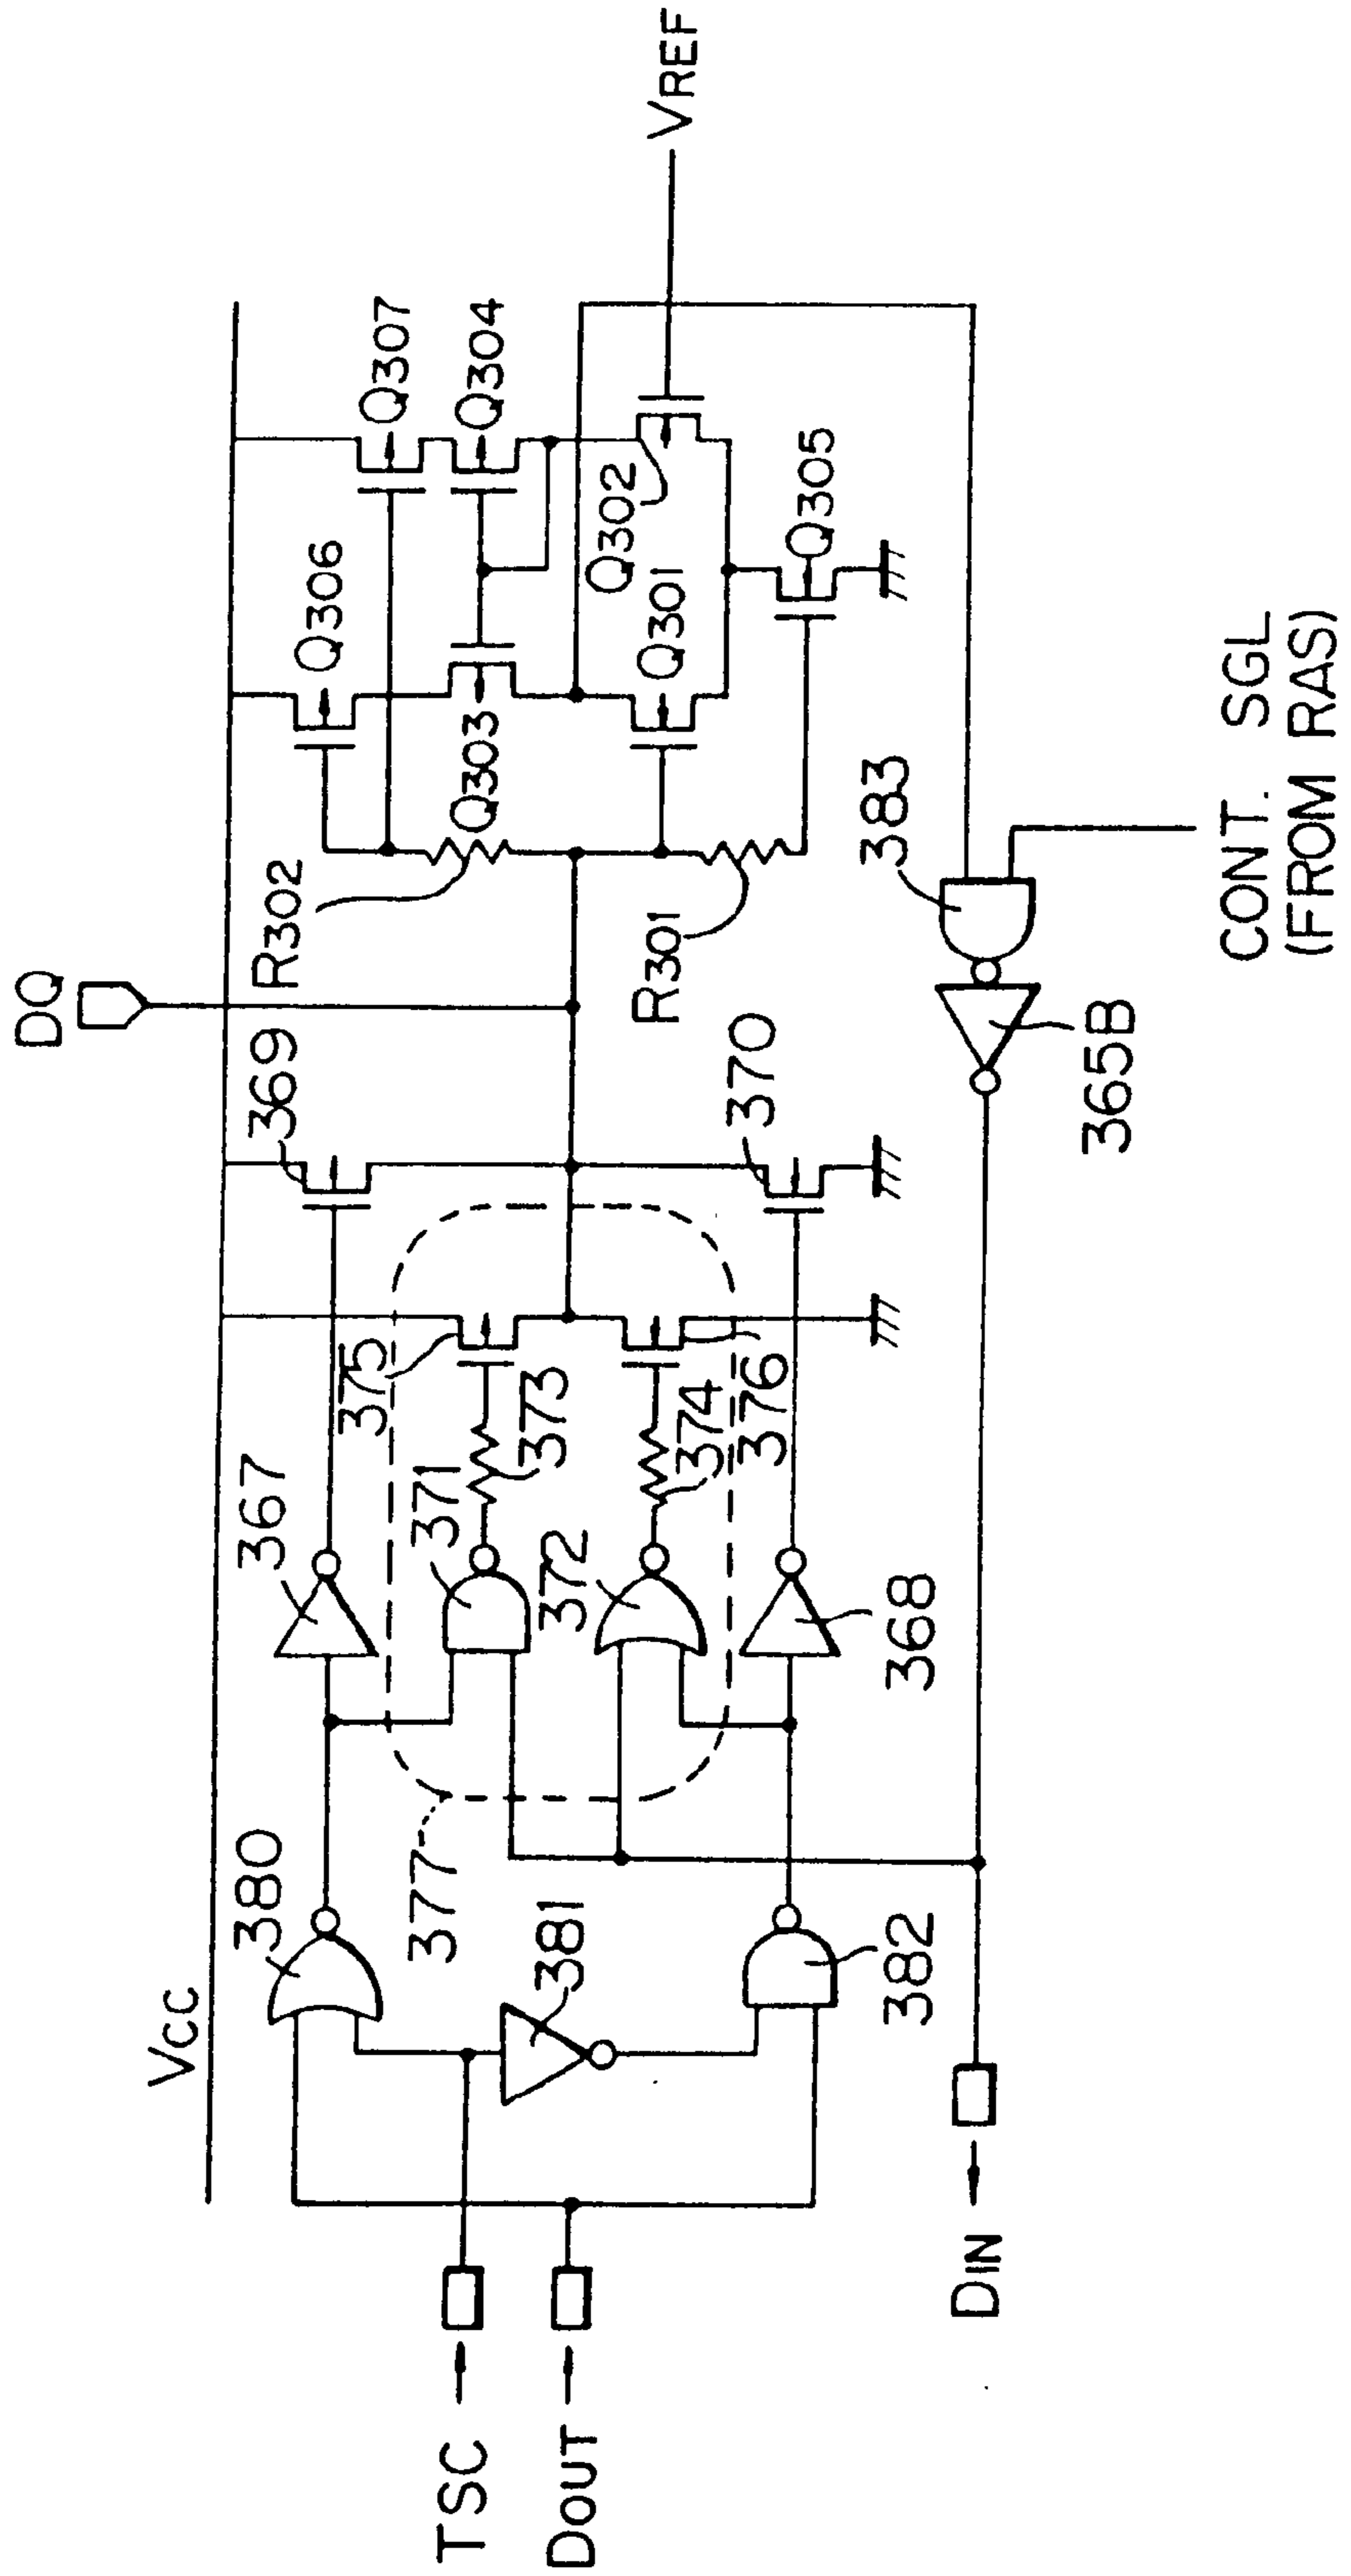 DQ
VCC
369
R302
Q306
Q307
Q304
Q303
Q302
Q301
Q305
R301
VREF
380
367
375
371
373
377
381
372
374
376
370
382
368
383
365B
TSC
DOUT
DIN
CONT. SGL
(FROM RAS)